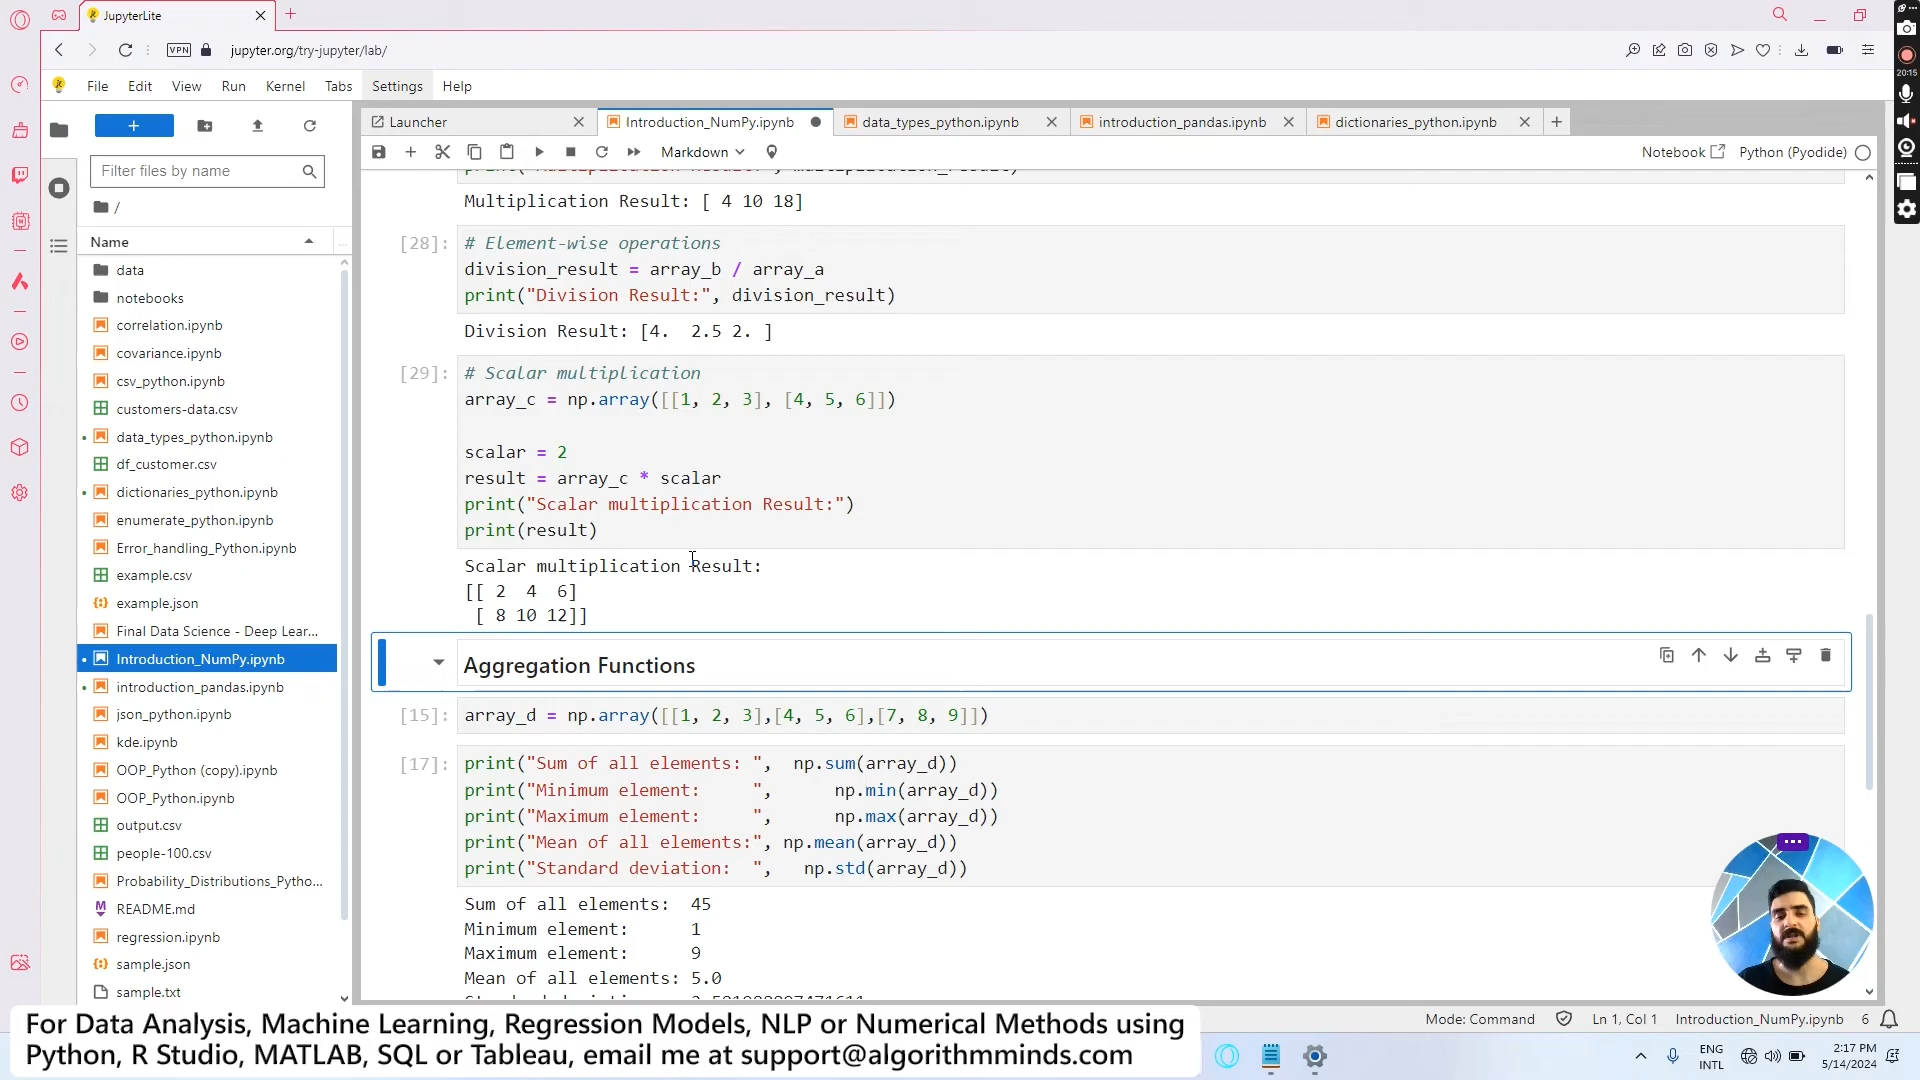 JupyterLite
VPN jupyter.org/try-jupyter/lab/
File Edit View Run Kernel Tabs Settings Help
Launcher Introduction_NumPy.ipynb data_types_python.ipynb introduction_pandas.ipynb dictionaries_python.ipynb
Markdown Notebook Python (Pyodide)
Filter files by name
/
Name
data
notebooks
correlation.ipynb
covariance.ipynb
csv_python.ipynb
customers-data.csv
data_types_python.ipynb
df_customer.csv
dictionaries_python.ipynb
enumerate_python.ipynb
Error_handling_Python.ipynb
example.csv
example.json
Final Data Science - Deep Lear...
Introduction_NumPy.ipynb
introduction_pandas.ipynb
json_python.ipynb
kde.ipynb
OOP_Python (copy).ipynb
OOP_Python.ipynb
output.csv
people-100.csv
Probability_Distributions_Pytho...
README.md
regression.ipynb
sample.json
sample.txt
Multiplication Result: [ 4 10 18]
[28]: # Element-wise operations
division_result = array_b / array_a
print("Division Result:", division_result)
Division Result: [4.  2.5 2. ]
[29]: # Scalar multiplication
array_c = np.array([[1, 2, 3], [4, 5, 6]])
scalar = 2
result = array_c * scalar
print("Scalar multiplication Result:")
print(result)
Scalar multiplication Result:
[[ 2  4  6]
[ 8 10 12]]
Aggregation Functions
[15]: array_d = np.array([[1, 2, 3],[4, 5, 6],[7, 8, 9]])
[17]: print("Sum of all elements: ",  np.sum(array_d))
print("Minimum element:     ",      np.min(array_d))
print("Maximum element:     ",      np.max(array_d))
print("Mean of all elements:", np.mean(array_d))
print("Standard deviation:  ",   np.std(array_d))
Sum of all elements:  45
Minimum element:      1
Maximum element:      9
Mean of all elements: 5.0
20:15
Mode: Command Ln 1, Col 1 Introduction_NumPy.ipynb 6
For Data Analysis, Machine Learning, Regression Models, NLP or Numerical Methods using
Python, R Studio, MATLAB, SQL or Tableau, email me at support@algorithmminds.com
ENG
INTL
2:17 PM
5/14/2024